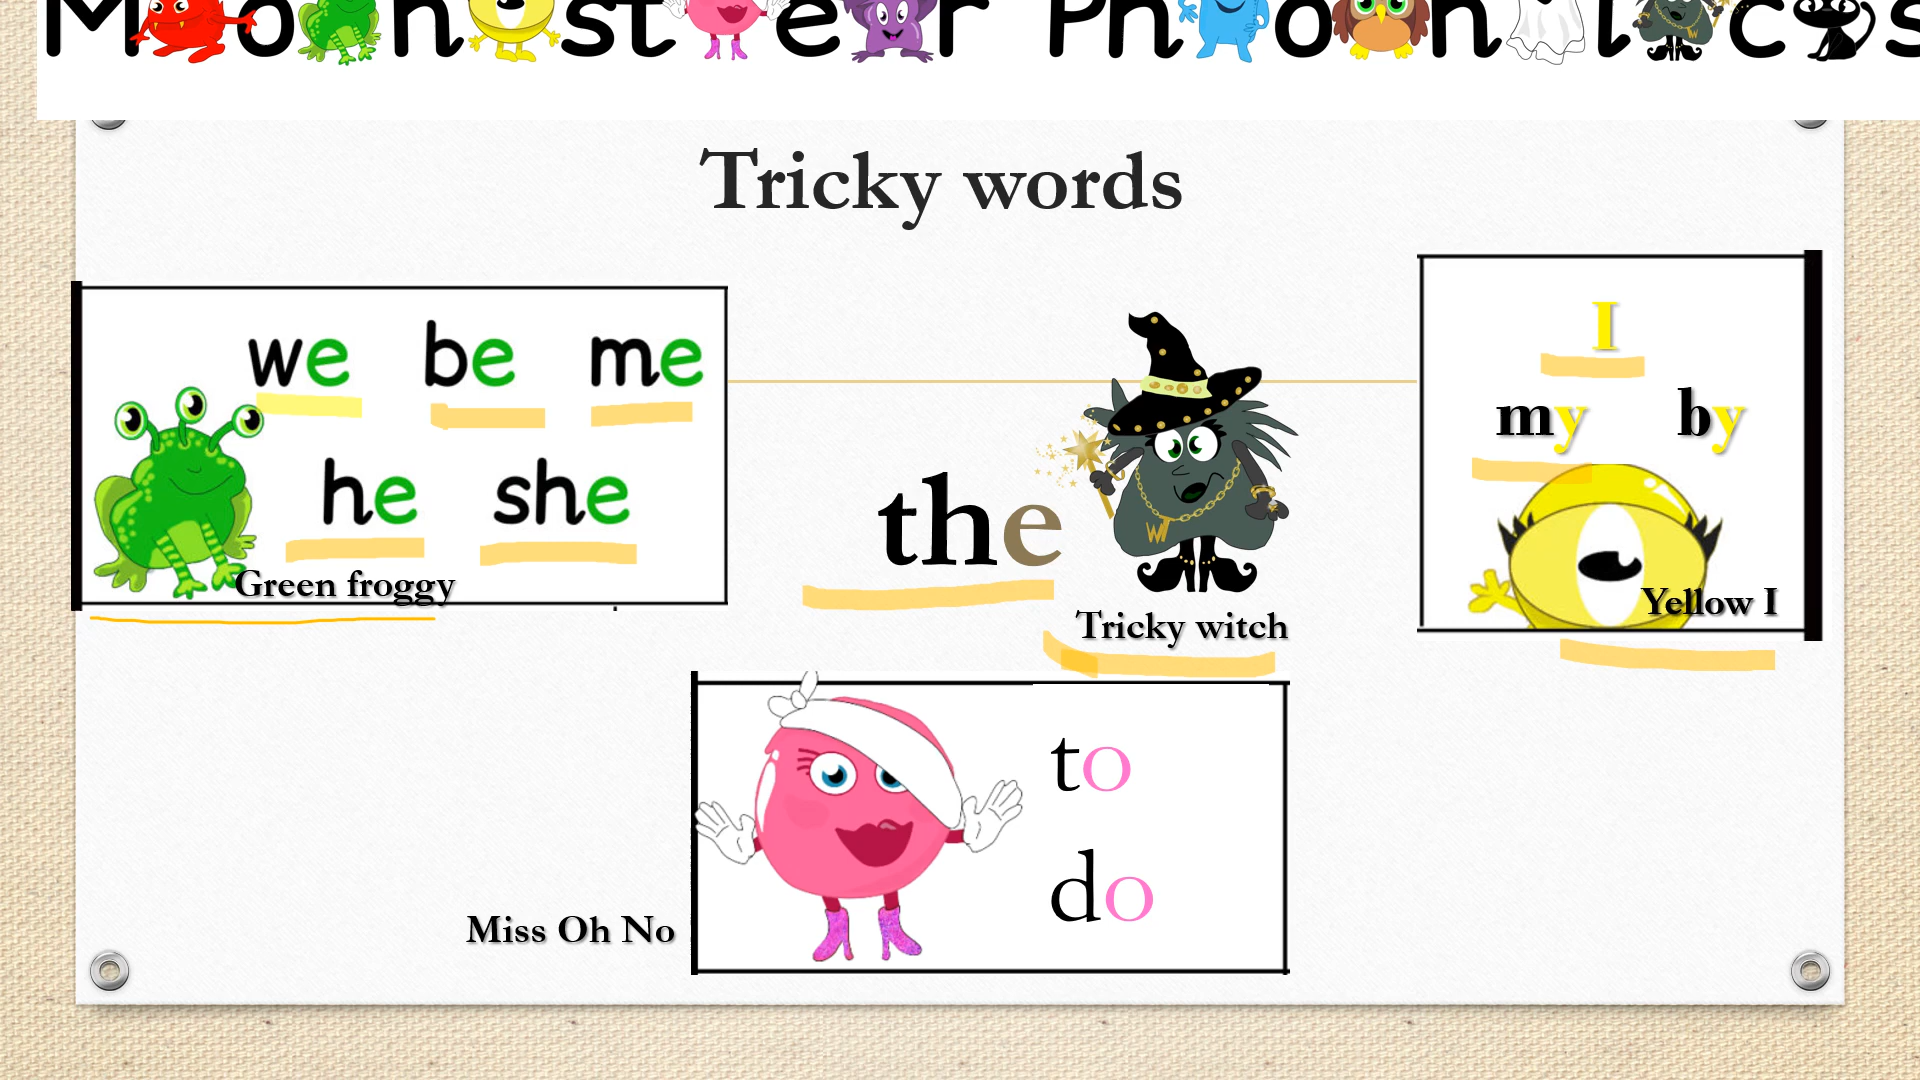 Monster Phonics
Tricky words
we be me
he she
Green froggy
the
W
Tricky witch
I
my by
Yellow I
to
do
Miss Oh No